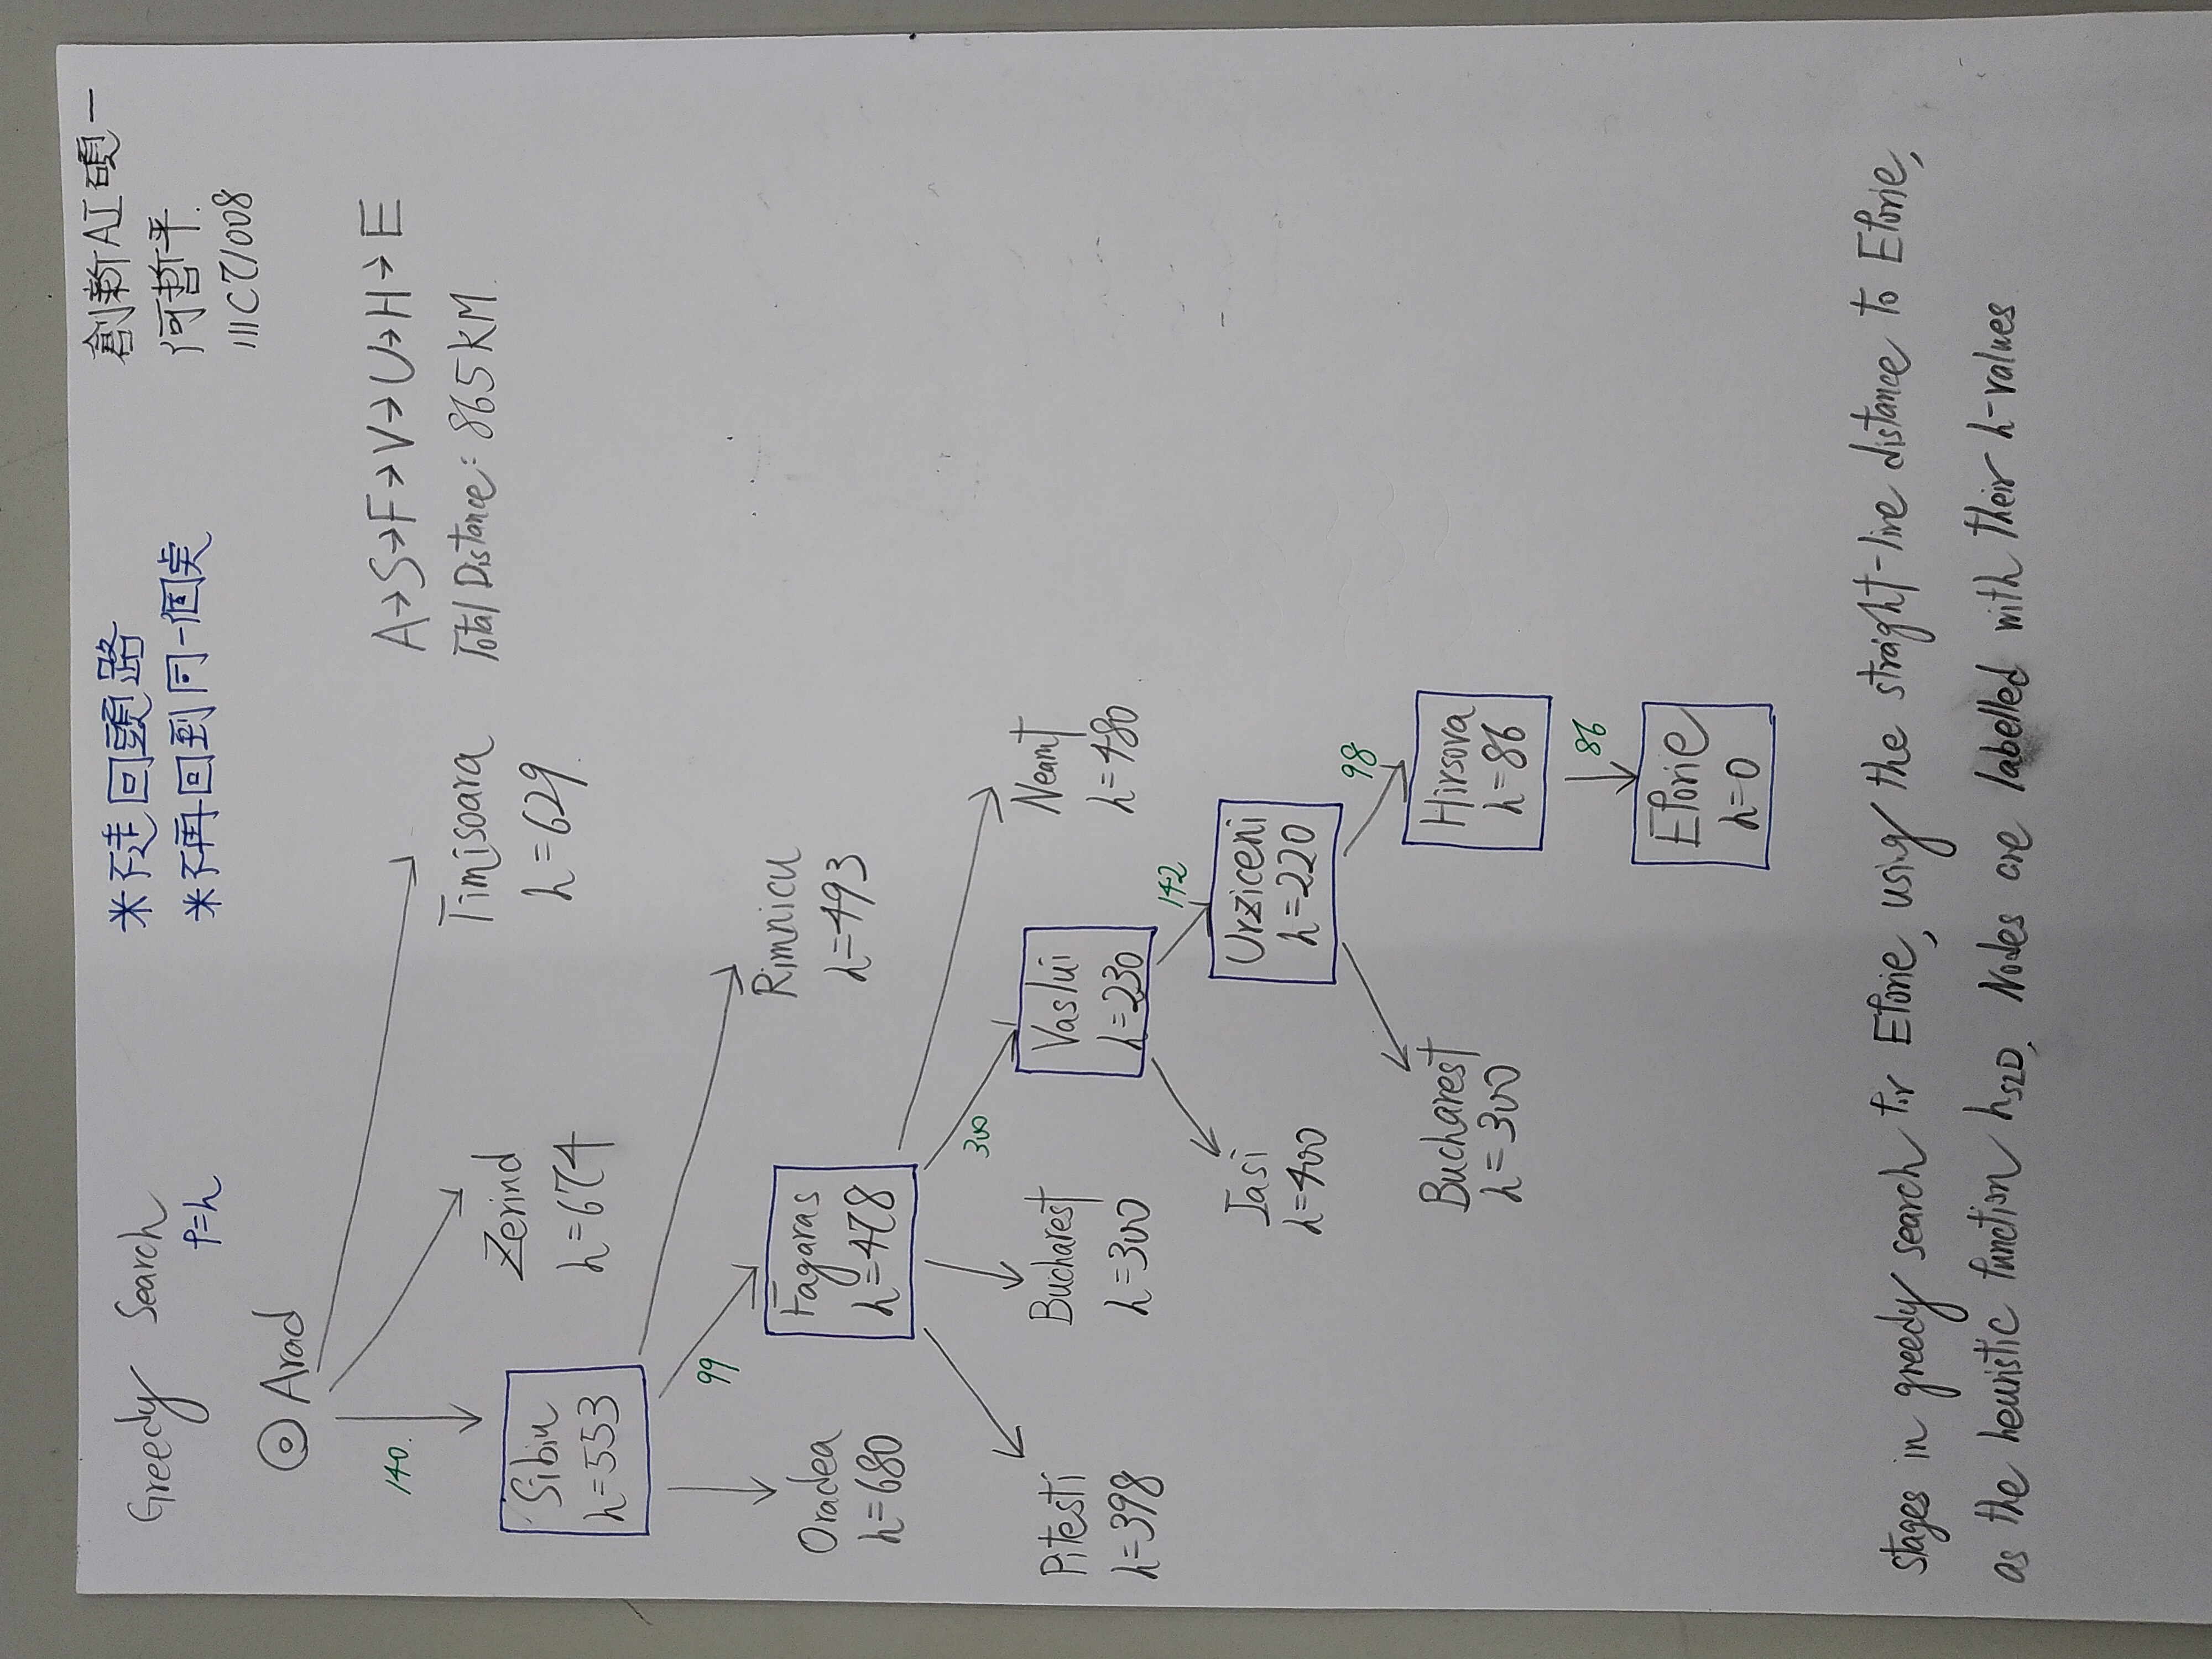 Greedy Search
f=h
*不走回頭路
*不再回到同一個点
創新AI碩一
何哲平
111C71008
Arad
140.
A→S→F→V→U→H→E
Total Distance: 865KM.
Timisoara
h=629.
Zerind
h=674
Sibiu
h=553
99
Rimnicu
h=493
Oradea
h=680
Fagaras
h=478
300
Pitesti
h=398
Bucharest
h=300
Vaslui
h=230
Neamt
h=480
142
Iasi
h=400
Urziceni
h=220
98
Bucharest
h=300
Hirsova
h=86
86
Eforie
h=0
stages in greedy search for Eforie, using the straight-line distance to Eforie,
as the heuristic function hSLD. Nodes are labelled with their h-values